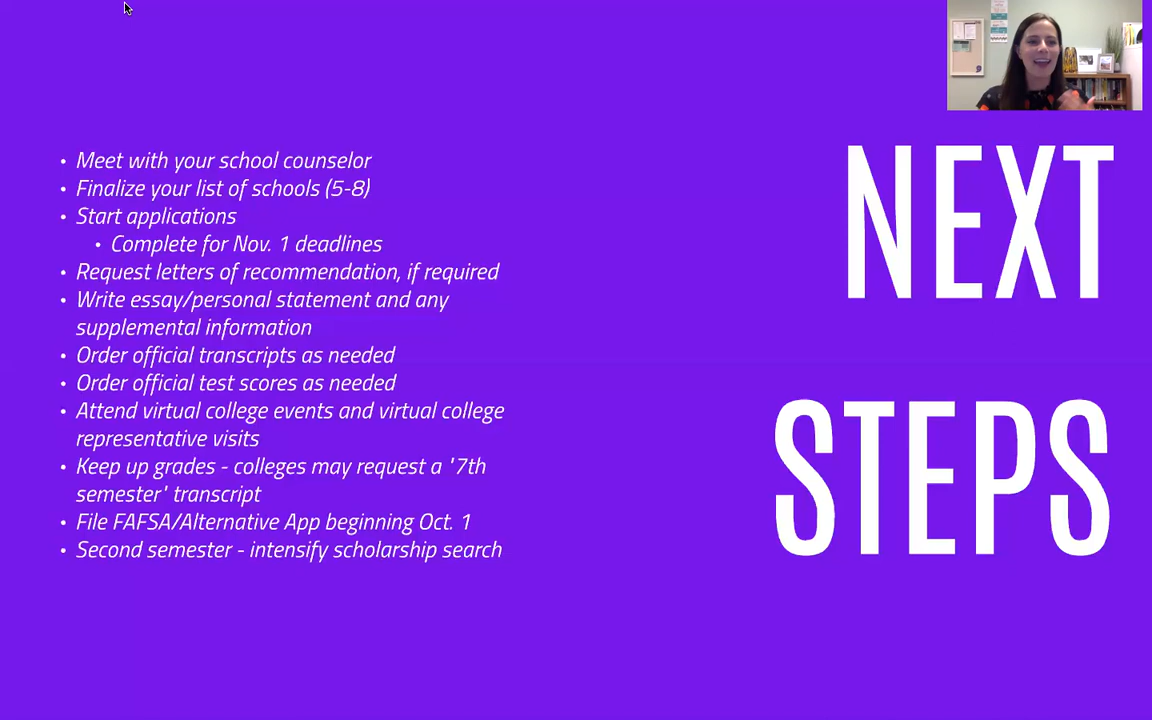 • Meet with your school counselor
• Finalize your list of schools (5-8)
• Start applications
• Complete for Nov. 1 deadlines
• Request letters of recommendation, if required
• Write essay/personal statement and any
supplemental information
• Order official transcripts as needed
• Order official test scores as needed
• Attend virtual college events and virtual college
representative visits
• Keep up grades - colleges may request a '7th
semester' transcript
• File FAFSA/Alternative App beginning Oct. 1
• Second semester - intensify scholarship search
NEXT
STEPS